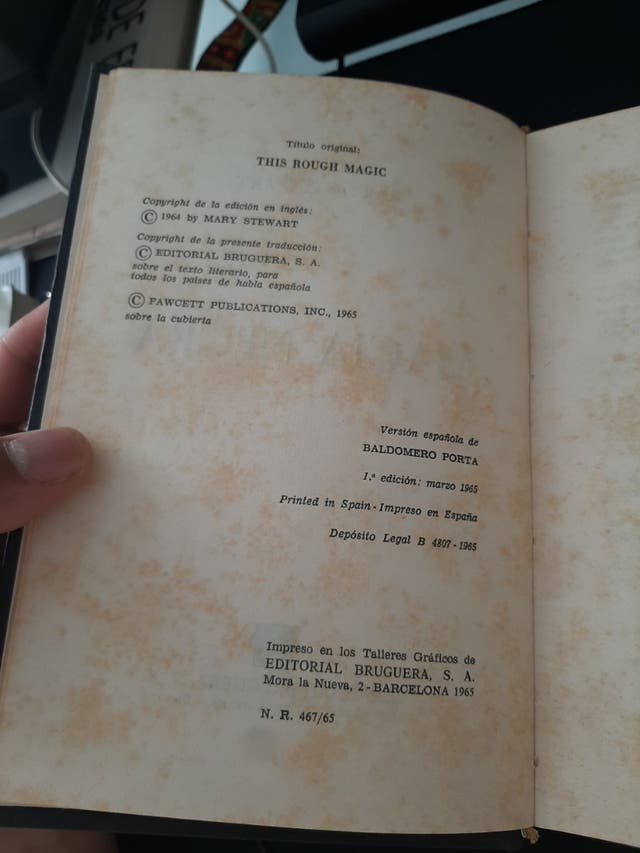 Título original:
THIS ROUGH MAGIC
Copyright de la edición en inglés:
© 1964 by MARY STEWART
Copyright de la presente traducción:
© EDITORIAL BRUGUERA, S. A.
sobre el texto literario, para
todos los países de habla española
© FAWCETT PUBLICATIONS, INC., 1965
sobre la cubierta
Versión española de
BALDOMERO PORTA
1.ª edición: marzo 1965
Printed in Spain - Impreso en España
Depósito Legal B 4807 - 1965
Impreso en los Talleres Gráficos de
EDITORIAL BRUGUERA, S. A.
Mora la Nueva, 2 - BARCELONA 1965
N. R. 467/65